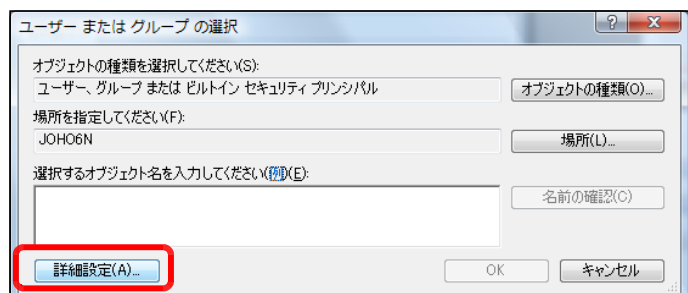 ユーザー または グループ の選択
?
オブジェクトの種類を選択してください(S):
ユーザー、グループ または ビルトイン セキュリティ プリンシパル
オブジェクトの種類(O)...
場所を指定してください(F):
JOHO6N
場所(L)...
選択するオブジェクト名を入力してください(例)(E):
名前の確認(C)
詳細設定(A)...
OK
キャンセル